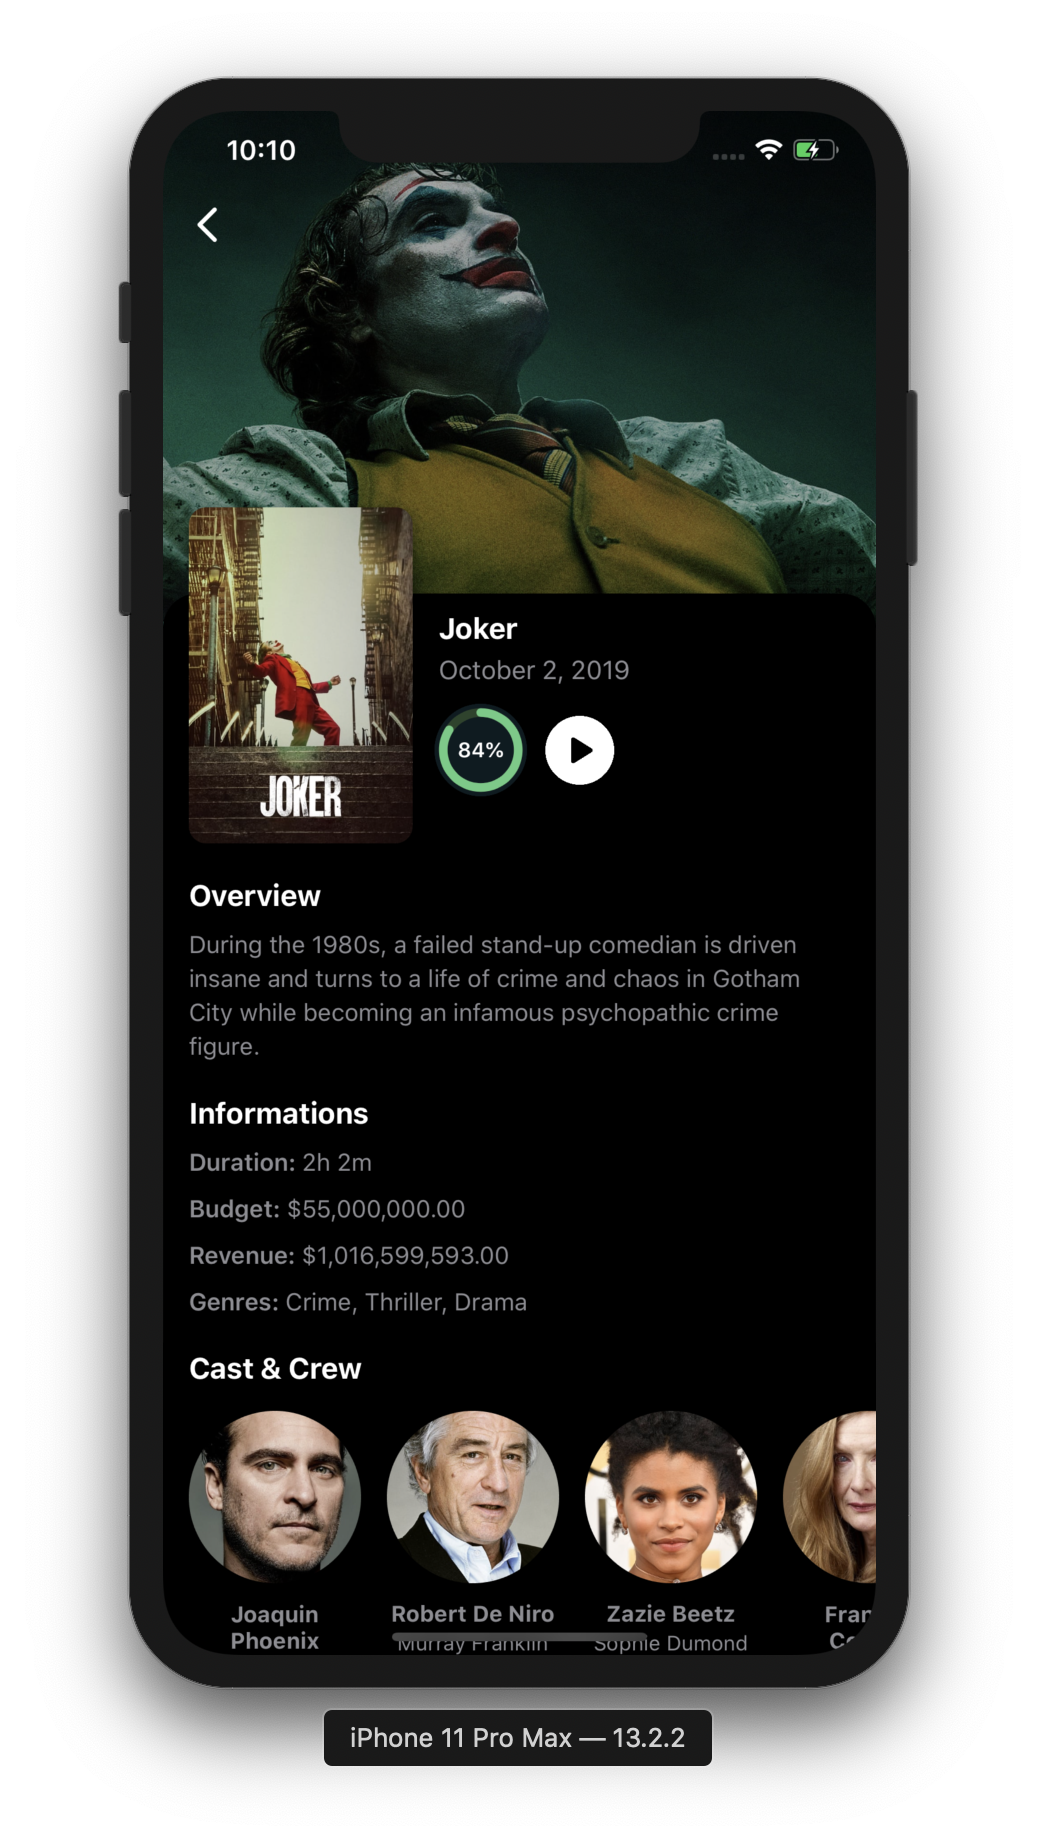 10:10
Joker
October 2, 2019
84%
JOKER
Overview
During the 1980s, a failed stand-up comedian is driven
insane and turns to a life of crime and chaos in Gotham
City while becoming an infamous psychopathic crime
figure.
Informations
Duration: 2h 2m
Budget: $55,000,000.00
Revenue: $1,016,599,593.00
Genres: Crime, Thriller, Drama
Cast & Crew
Joaquin
Phoenix
Robert De Niro
Murray Franklin
Zazie Beetz
Sophie Dumond
Fran
Co
iPhone 11 Pro Max — 13.2.2